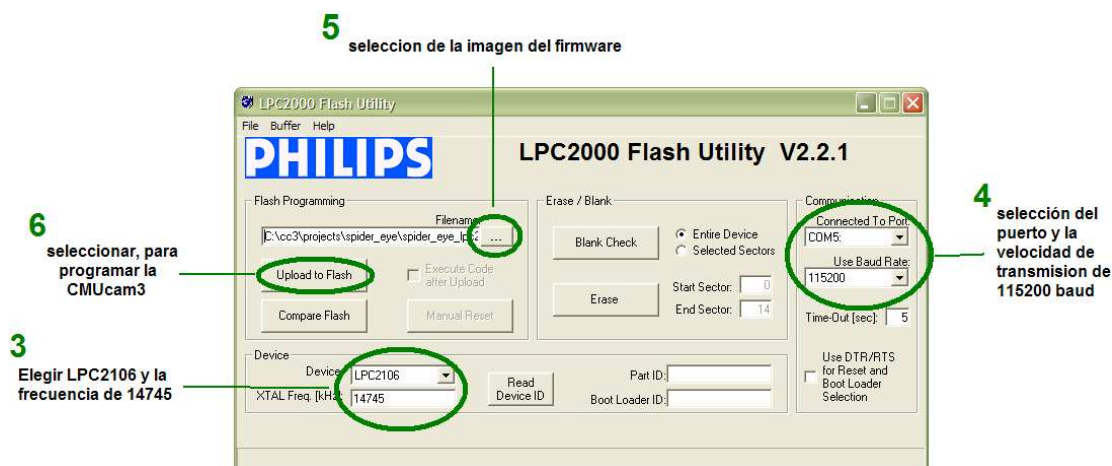 5
seleccion de la imagen del firmware
LPC2000 Flash Utility
File Buffer Help
PHILIPS
LPC2000 Flash Utility V2.2.1
6
seleccionar, para
programar la
CMUcam3
Flash Programming
Filename:
C:\cc3\projects\spider_eye\spider_eye_lpc2
...
Upload to Flash
Execute Code
after Upload
Compare Flash
Manual Reset
Erase / Blank
Blank Check
Entire Device
Selected Sectors
Erase
Start Sector: 0
End Sector: 14
Communication
Connected To Port:
COM5:
Use Baud Rate:
115200
Time-Out [sec]: 5
Use DTR/RTS
for Reset and
Boot Loader
Selection
4
selección del
puerto y la
velocidad de
transmision de
115200 baud
3
Elegir LPC2106 y la
frecuencia de 14745
Device
Device: LPC2106
XTAL Freq. [kHz]: 14745
Read
Device ID
Part ID:
Boot Loader ID: